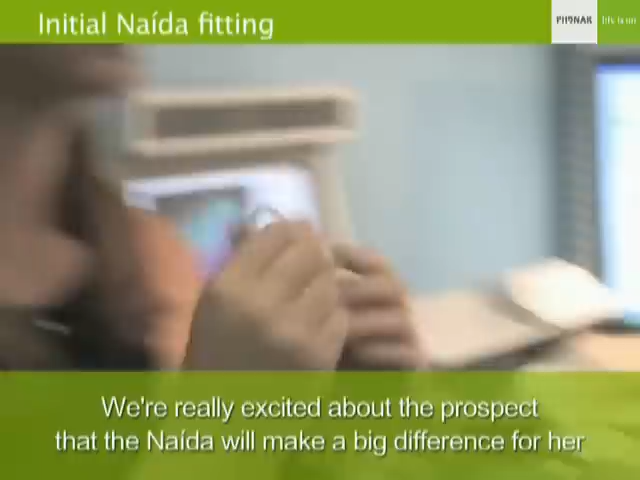 Initial Naída fitting
PHONAK life is on
We're really excited about the prospect
that the Naída will make a big difference for her